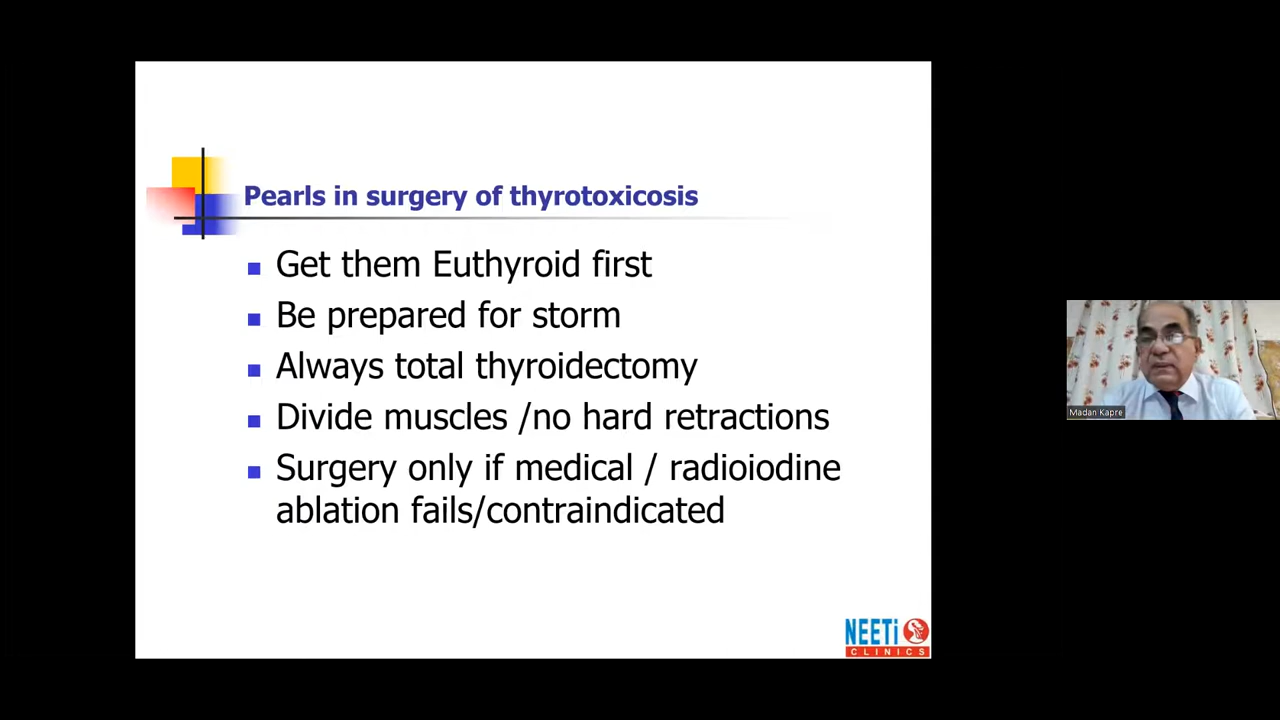 Pearls in surgery of thyrotoxicosis
Get them Euthyroid first
Be prepared for storm
Always total thyroidectomy
Divide muscles /no hard retractions
Surgery only if medical / radioiodine
ablation fails/contraindicated
NEETi
CLINICS
Madan Kapre